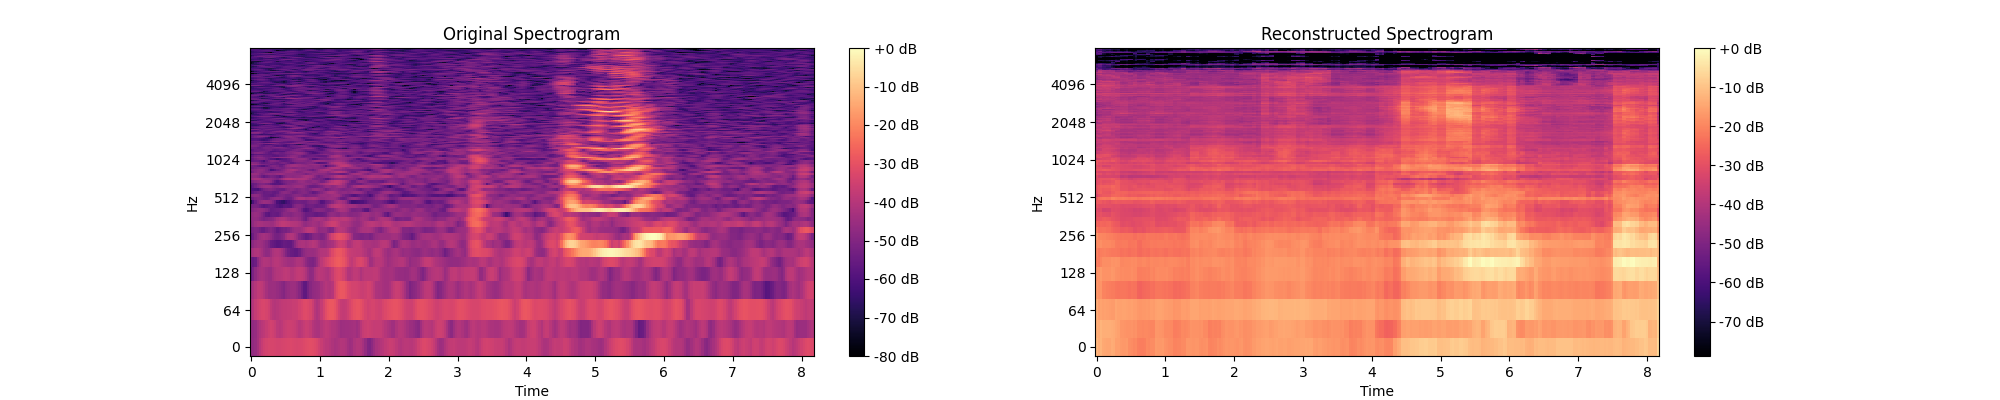 Original Spectrogram
Hz
4096
2048
1024
512
256
128
64
0
0 1 2 3 4 5 6 7 8
Time
+0 dB
-10 dB
-20 dB
-30 dB
-40 dB
-50 dB
-60 dB
-70 dB
-80 dB
Reconstructed Spectrogram
Hz
4096
2048
1024
512
256
128
64
0
0 1 2 3 4 5 6 7 8
Time
+0 dB
-10 dB
-20 dB
-30 dB
-40 dB
-50 dB
-60 dB
-70 dB